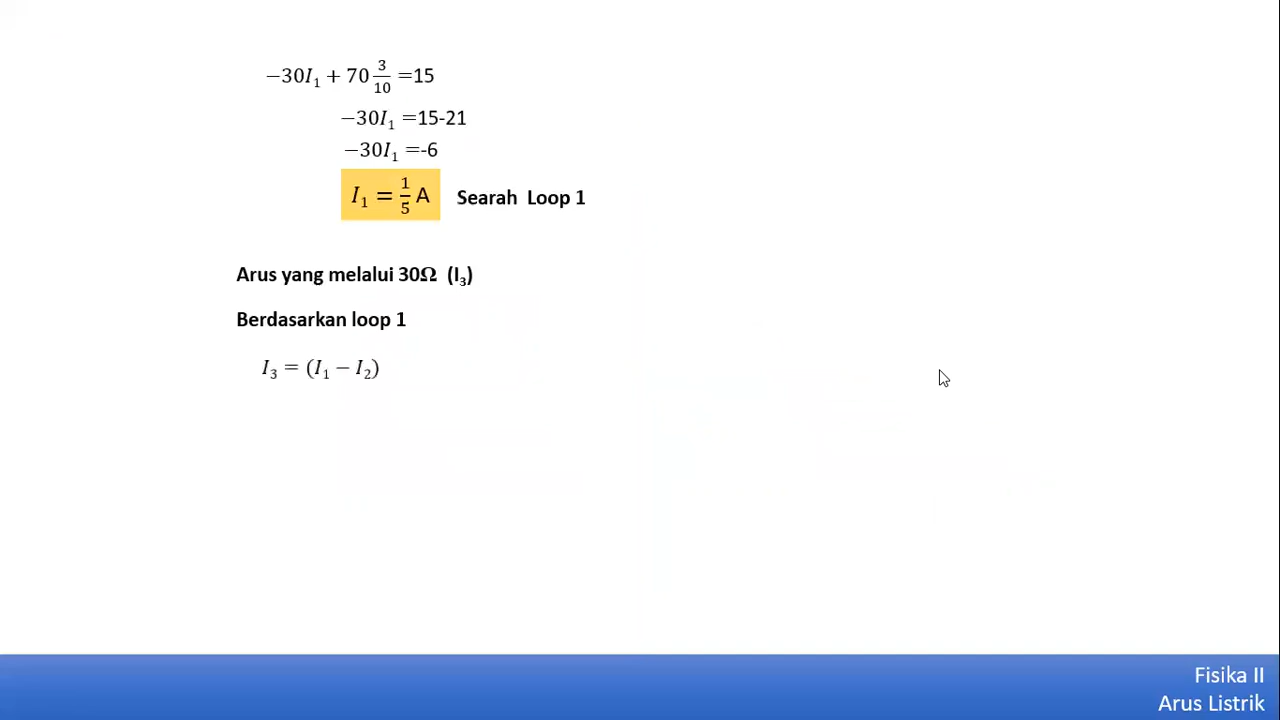 −30I₁ + 70 3/10 =15
−30I₁ =15-21
−30I₁ =-6
I₁ = 1/5 A Searah Loop 1
Arus yang melalui 30Ω (I₃)
Berdasarkan loop 1
I₃ = (I₁ − I₂)
Fisika II
Arus Listrik